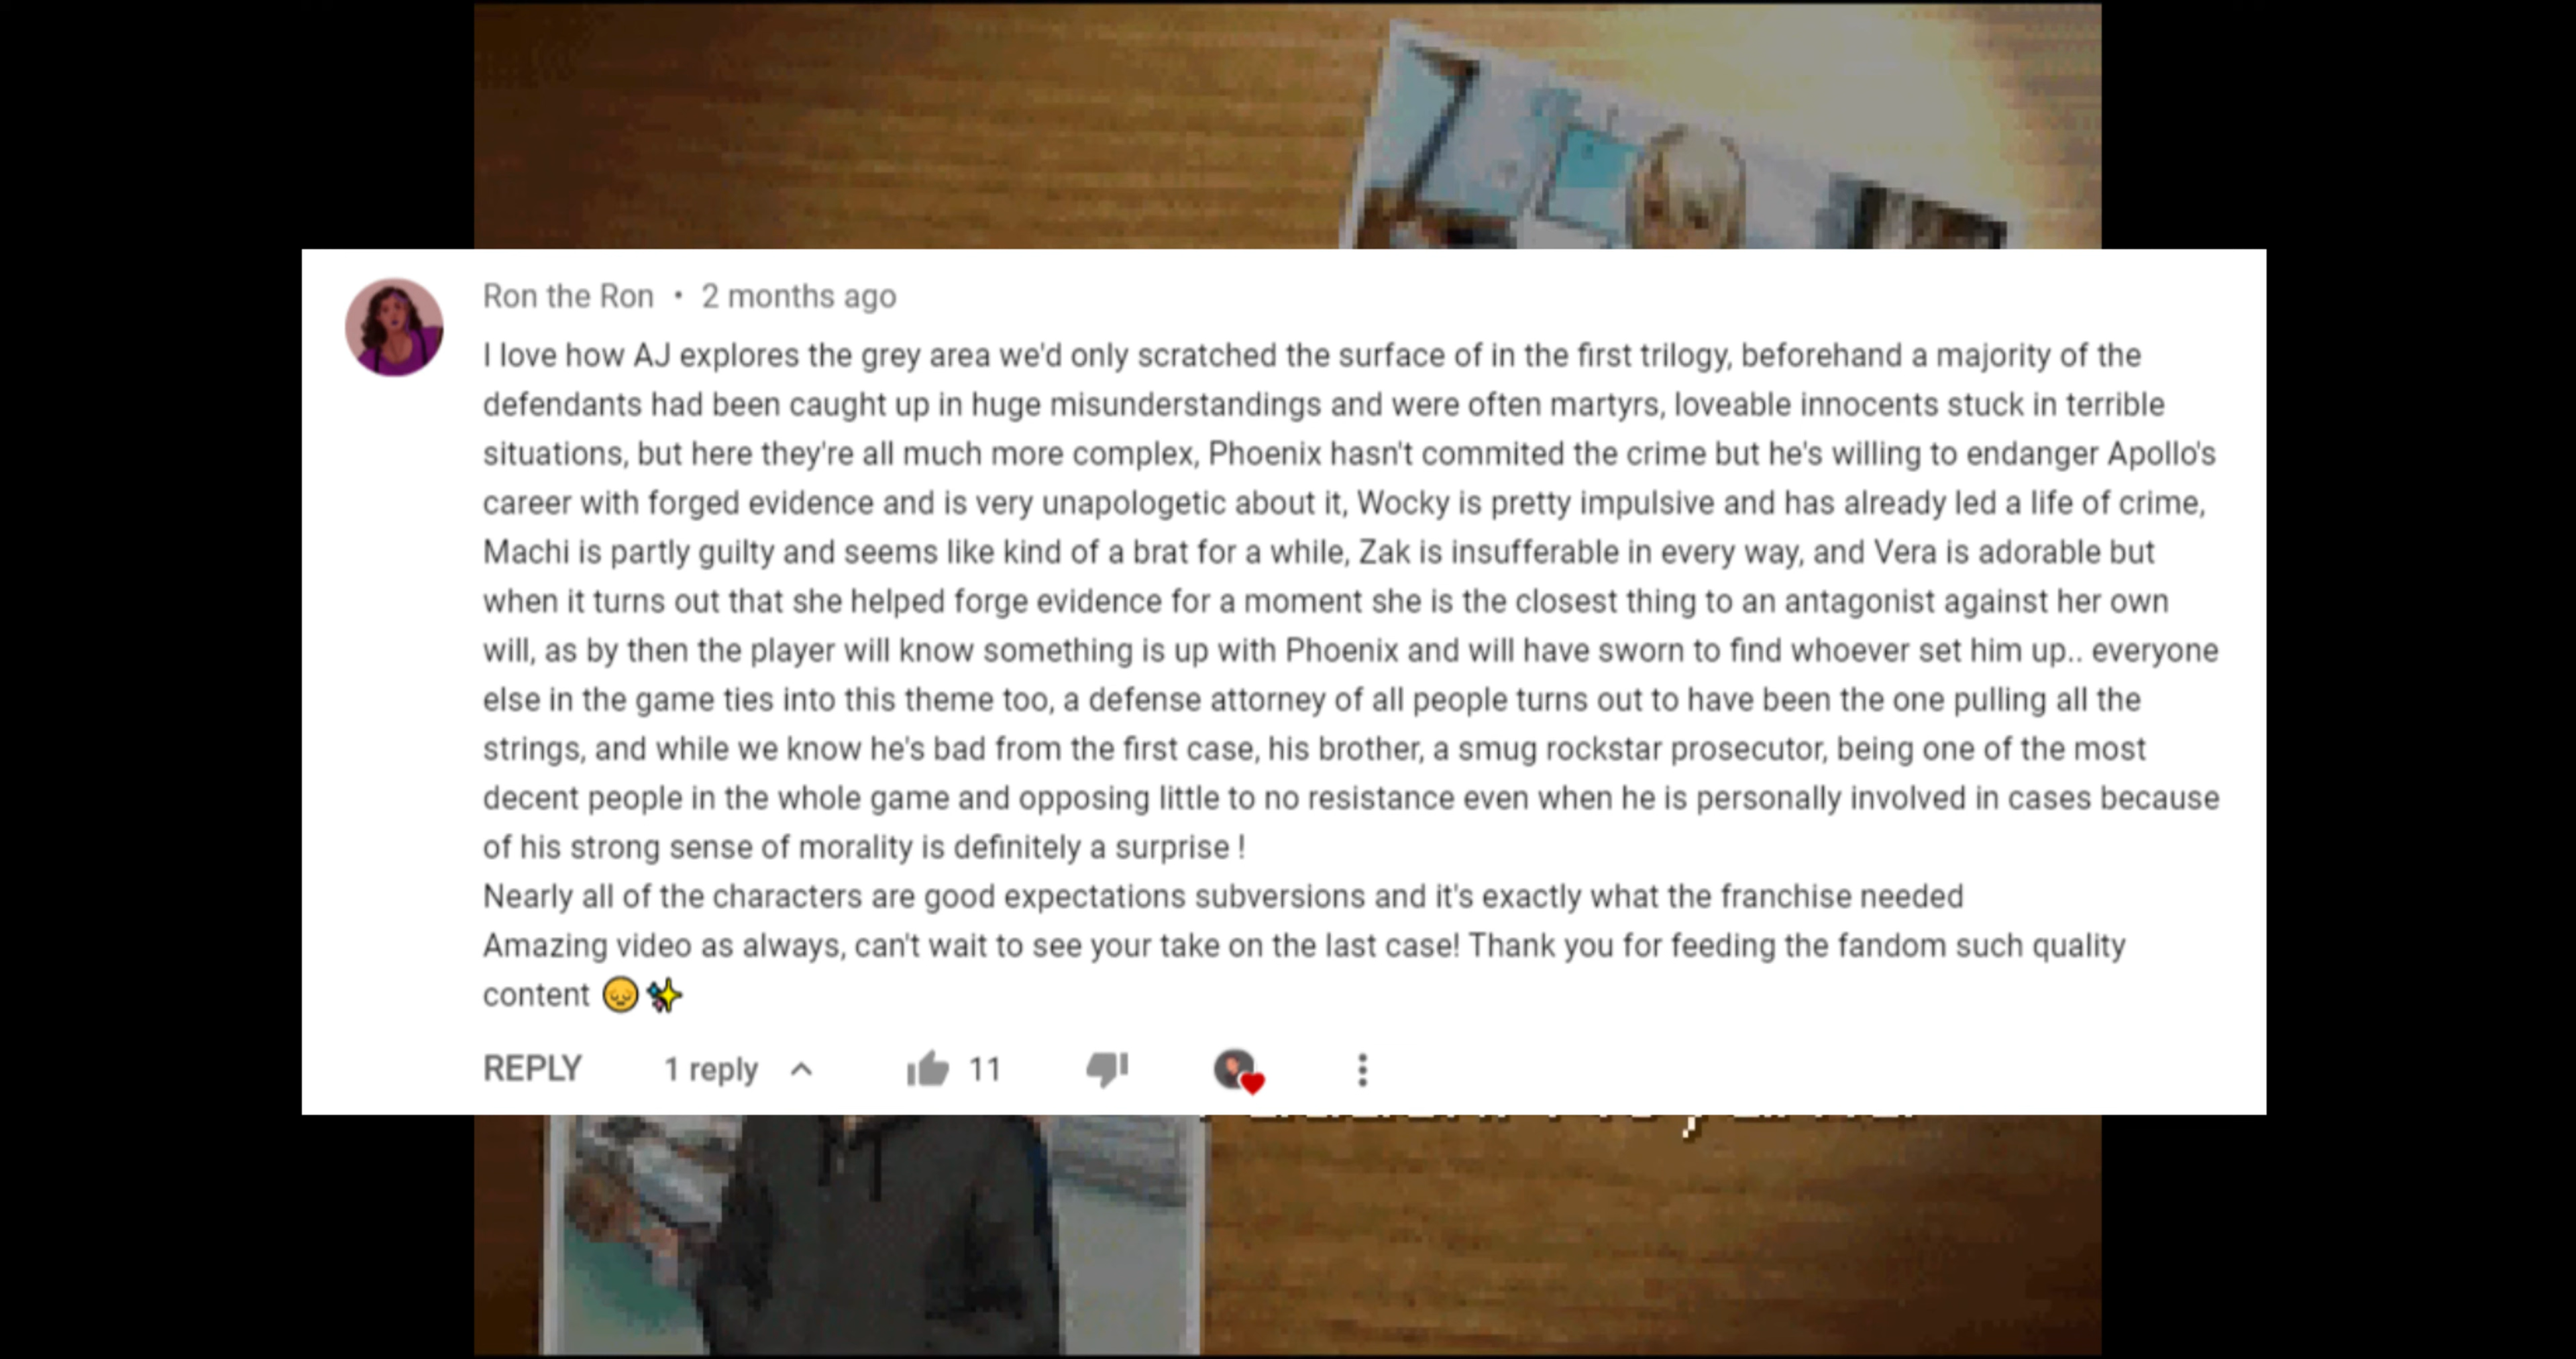 Ron the Ron • 2 months ago
I love how AJ explores the grey area we'd only scratched the surface of in the first trilogy, beforehand a majority of the
defendants had been caught up in huge misunderstandings and were often martyrs, loveable innocents stuck in terrible
situations, but here they're all much more complex, Phoenix hasn't commited the crime but he's willing to endanger Apollo's
career with forged evidence and is very unapologetic about it, Wocky is pretty impulsive and has already led a life of crime,
Machi is partly guilty and seems like kind of a brat for a while, Zak is insufferable in every way, and Vera is adorable but
when it turns out that she helped forge evidence for a moment she is the closest thing to an antagonist against her own
will, as by then the player will know something is up with Phoenix and will have sworn to find whoever set him up.. everyone
else in the game ties into this theme too, a defense attorney of all people turns out to have been the one pulling all the
strings, and while we know he's bad from the first case, his brother, a smug rockstar prosecutor, being one of the most
decent people in the whole game and opposing little to no resistance even when he is personally involved in cases because
of his strong sense of morality is definitely a surprise !
Nearly all of the characters are good expectations subversions and it's exactly what the franchise needed
Amazing video as always, can't wait to see your take on the last case! Thank you for feeding the fandom such quality
content 😔✨
REPLY 1 reply 11